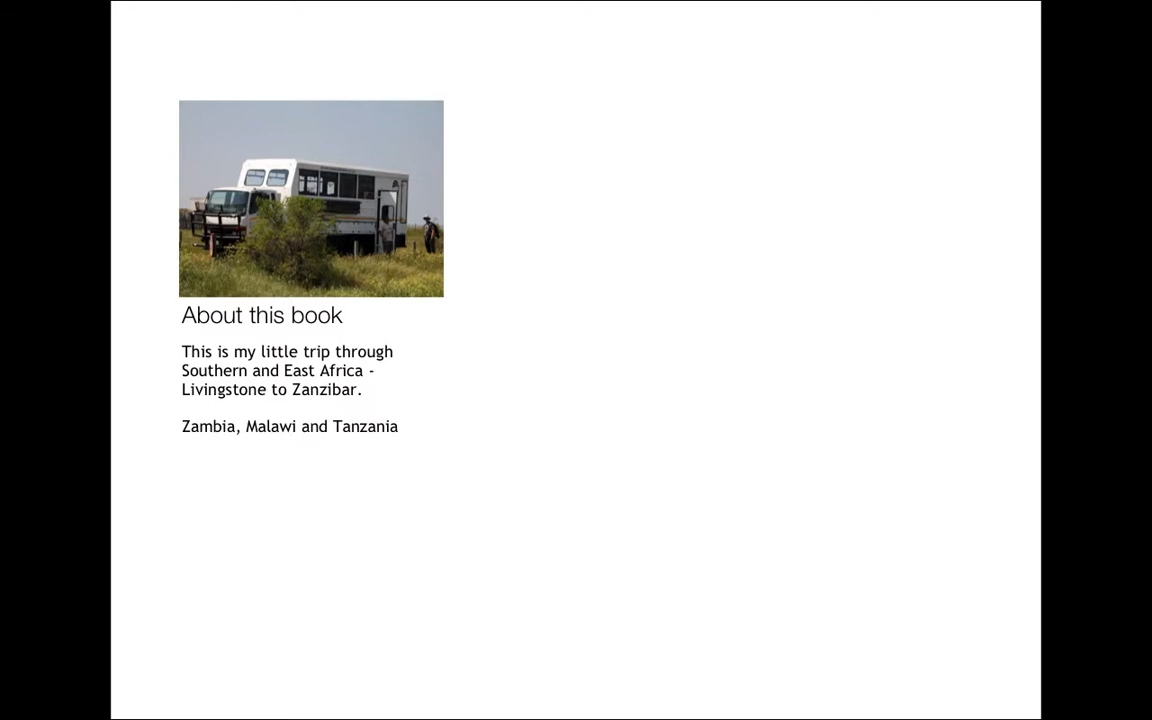 About this book
This is my little trip through
Southern and East Africa -
Livingstone to Zanzibar.
Zambia, Malawi and Tanzania